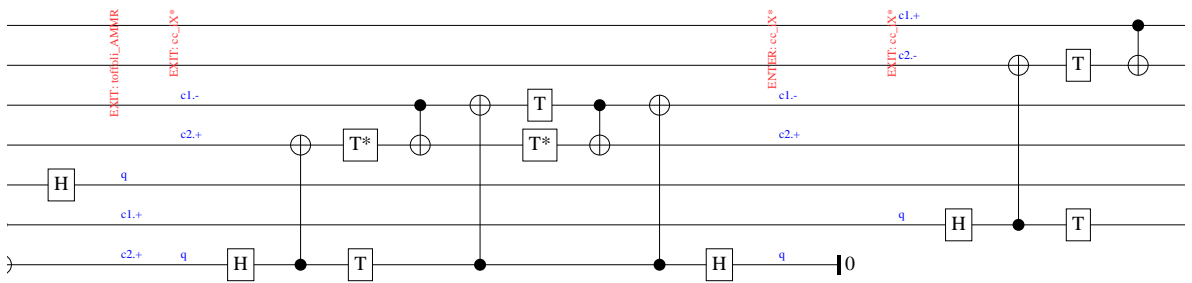 EXIT: toffoli_AMMR
EXIT: cc_X*
ENTER: cc_X*
EXIT: cc_X*
c1.+
c2.-
T
c1.-
T
c1.-
c2.+
T*
T*
c2.+
H
q
c1.+
q
H
T
c2.+
q
H
T
H
q
0